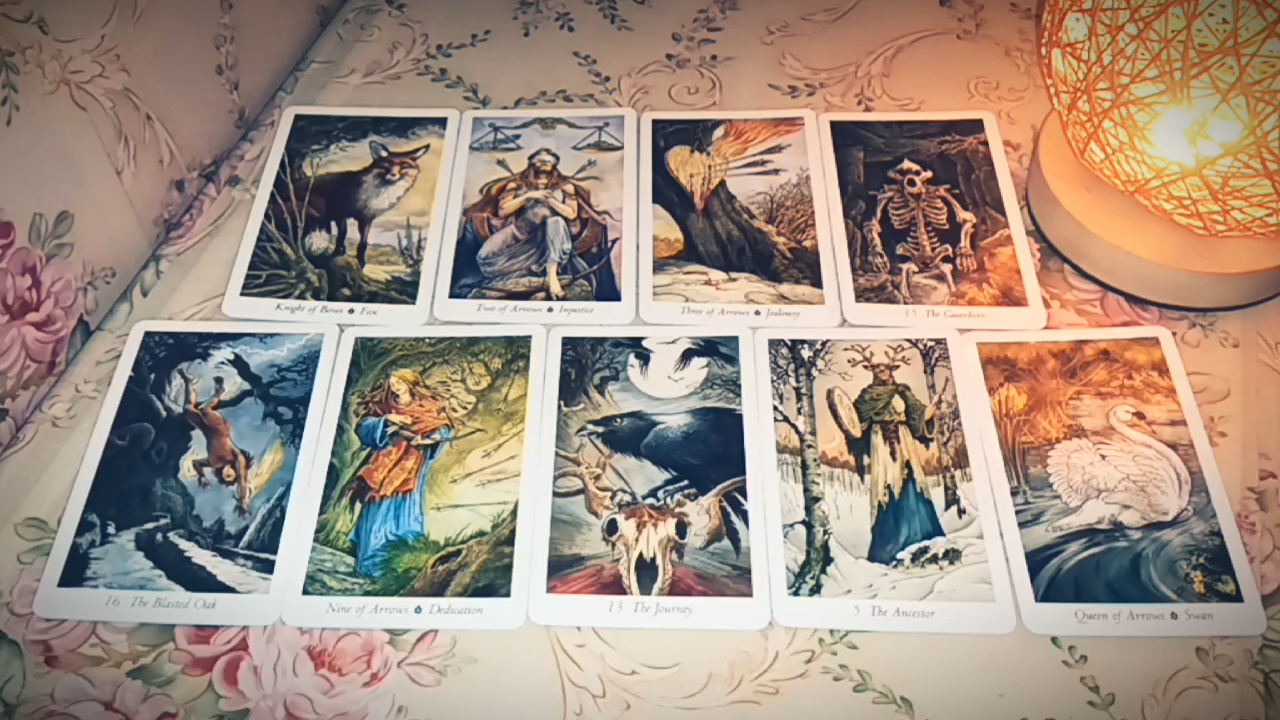 Knight of Bows Fox
Two of Arrows Injustice
Three of Arrows Jealousy
15 The Guardian
16 The Blasted Oak
Nine of Arrows Dedication
13 The Journey
5 The Ancestor
Queen of Arrows Swan